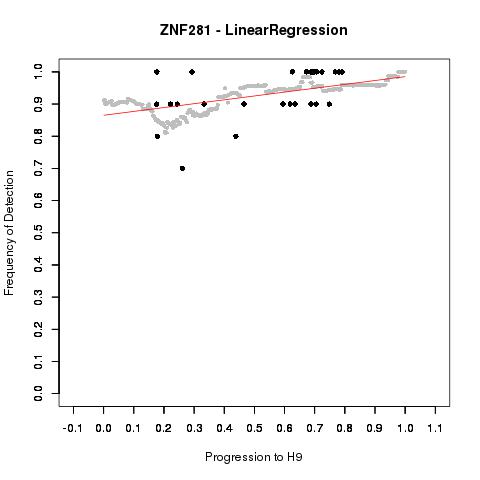 ZNF281 - LinearRegression
Frequency of Detection
1.0
0.9
0.8
0.7
0.6
0.5
0.4
0.3
0.2
0.1
0.0
-0.1 0.0 0.1 0.2 0.3 0.4 0.5 0.6 0.7 0.8 0.9 1.0 1.1
Progression to H9